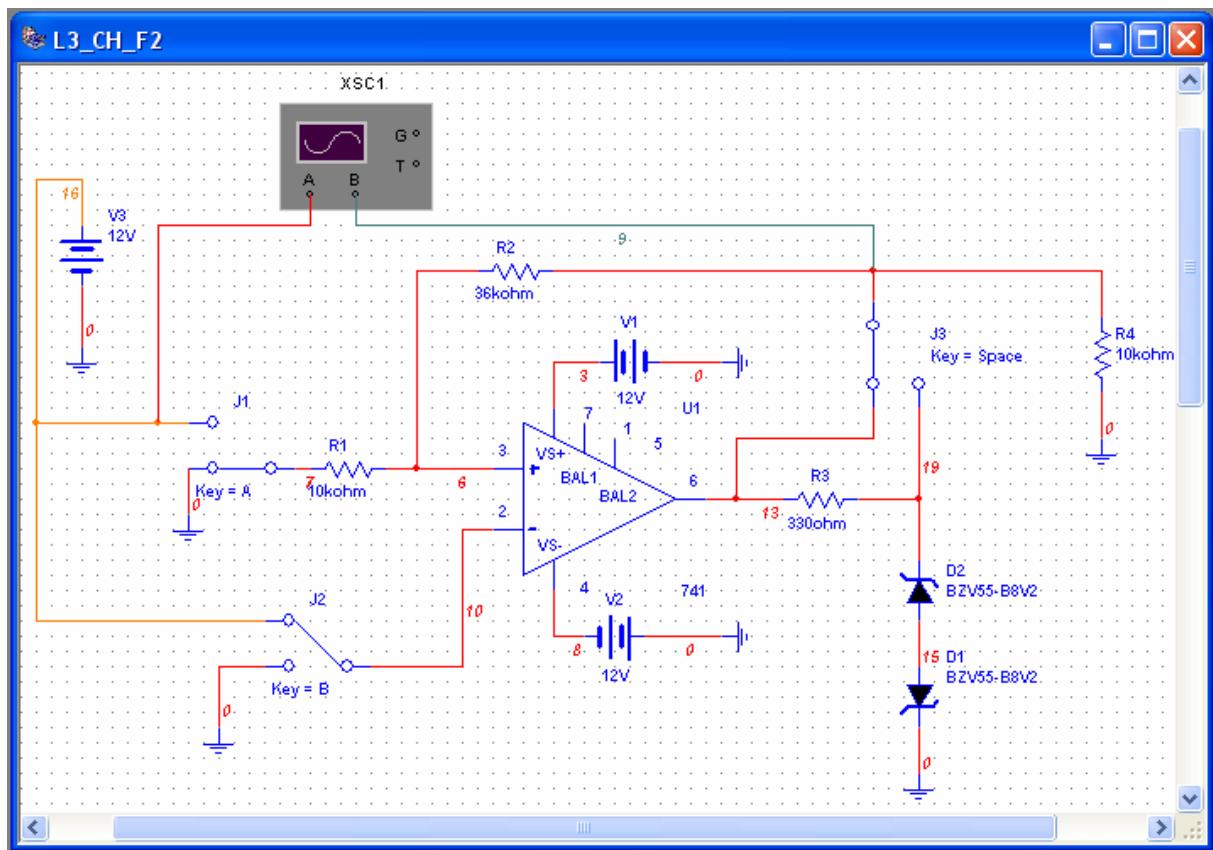 L3_CH_F2
XSC1
G
T
A B
16
V3
12V
9
R2
36kohm
0
V1
3 0
12V
J3
Key = Space
R4
10kohm
0
U1
7
1
5
J1
R1
3
VS+
BAL1
BAL2
6
Key = A
7
10kohm
6
0
2
VS-
13
R3
330ohm
19
J2
10
4
V2
741
8 0
12V
D2
BZV55-B8V2
15
D1
BZV55-B8V2
Key = B
0
0